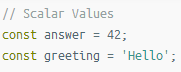 // Scalar Values
const answer = 42;
const greeting = 'Hello';